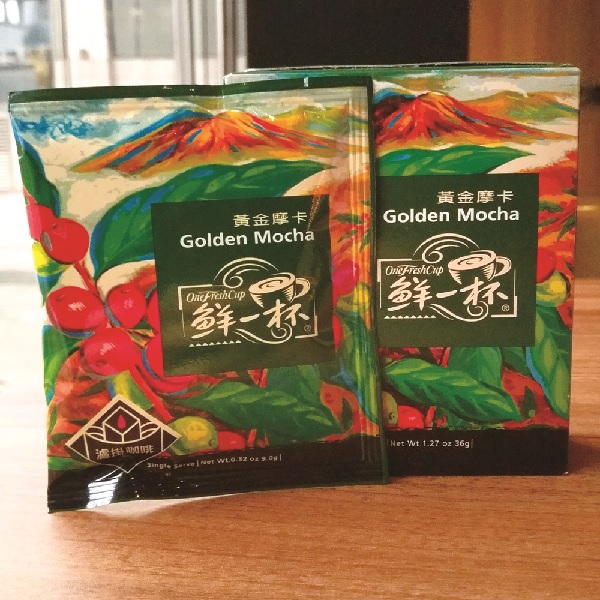 黃金摩卡
Golden Mocha
OneFreshCup
鮮一杯®
濾掛咖啡
Single Serve | Net WT.0.32 oz 9.0g |
黃金摩卡
Golden Mocha
OneFreshCup
鮮一杯®
Net Wt.1.27 oz 36g |